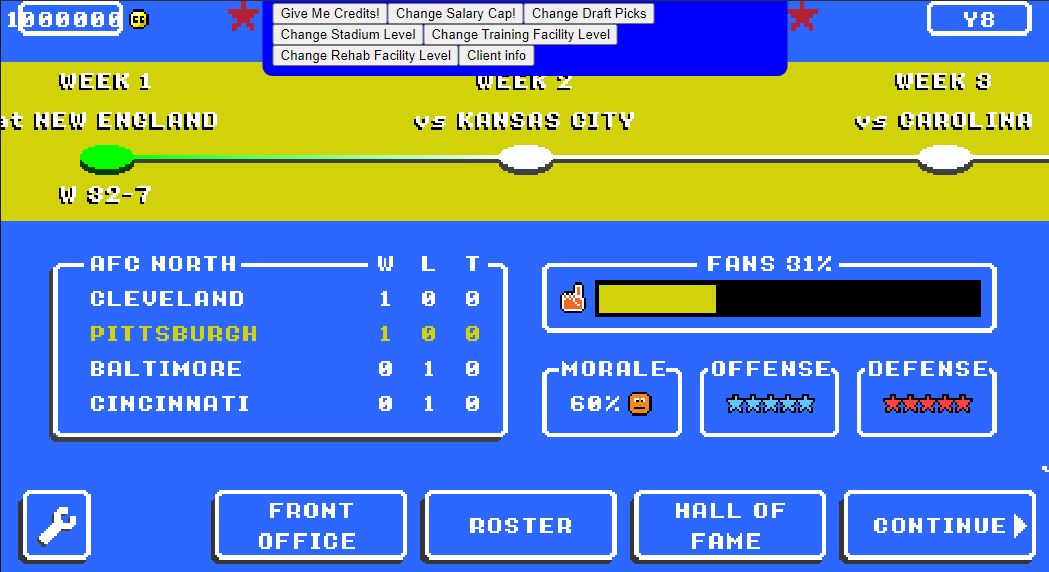 1000000 Give Me Credits! Change Salary Cap! Change Draft Picks Y8
Change Stadium Level Change Training Facility Level
Change Rehab Facility Level Client info
WEEK 1 WEEK 2 WEEK 3
at NEW ENGLAND vs KANSAS CITY vs CAROLINA
W 32-7
AFC NORTH W L T
CLEVELAND 1 0 0
PITTSBURGH 1 0 0
BALTIMORE 0 1 0
CINCINNATI 0 1 0
FANS 31%
MORALE OFFENSE DEFENSE
60%
FRONT OFFICE
ROSTER
HALL OF FAME
CONTINUE